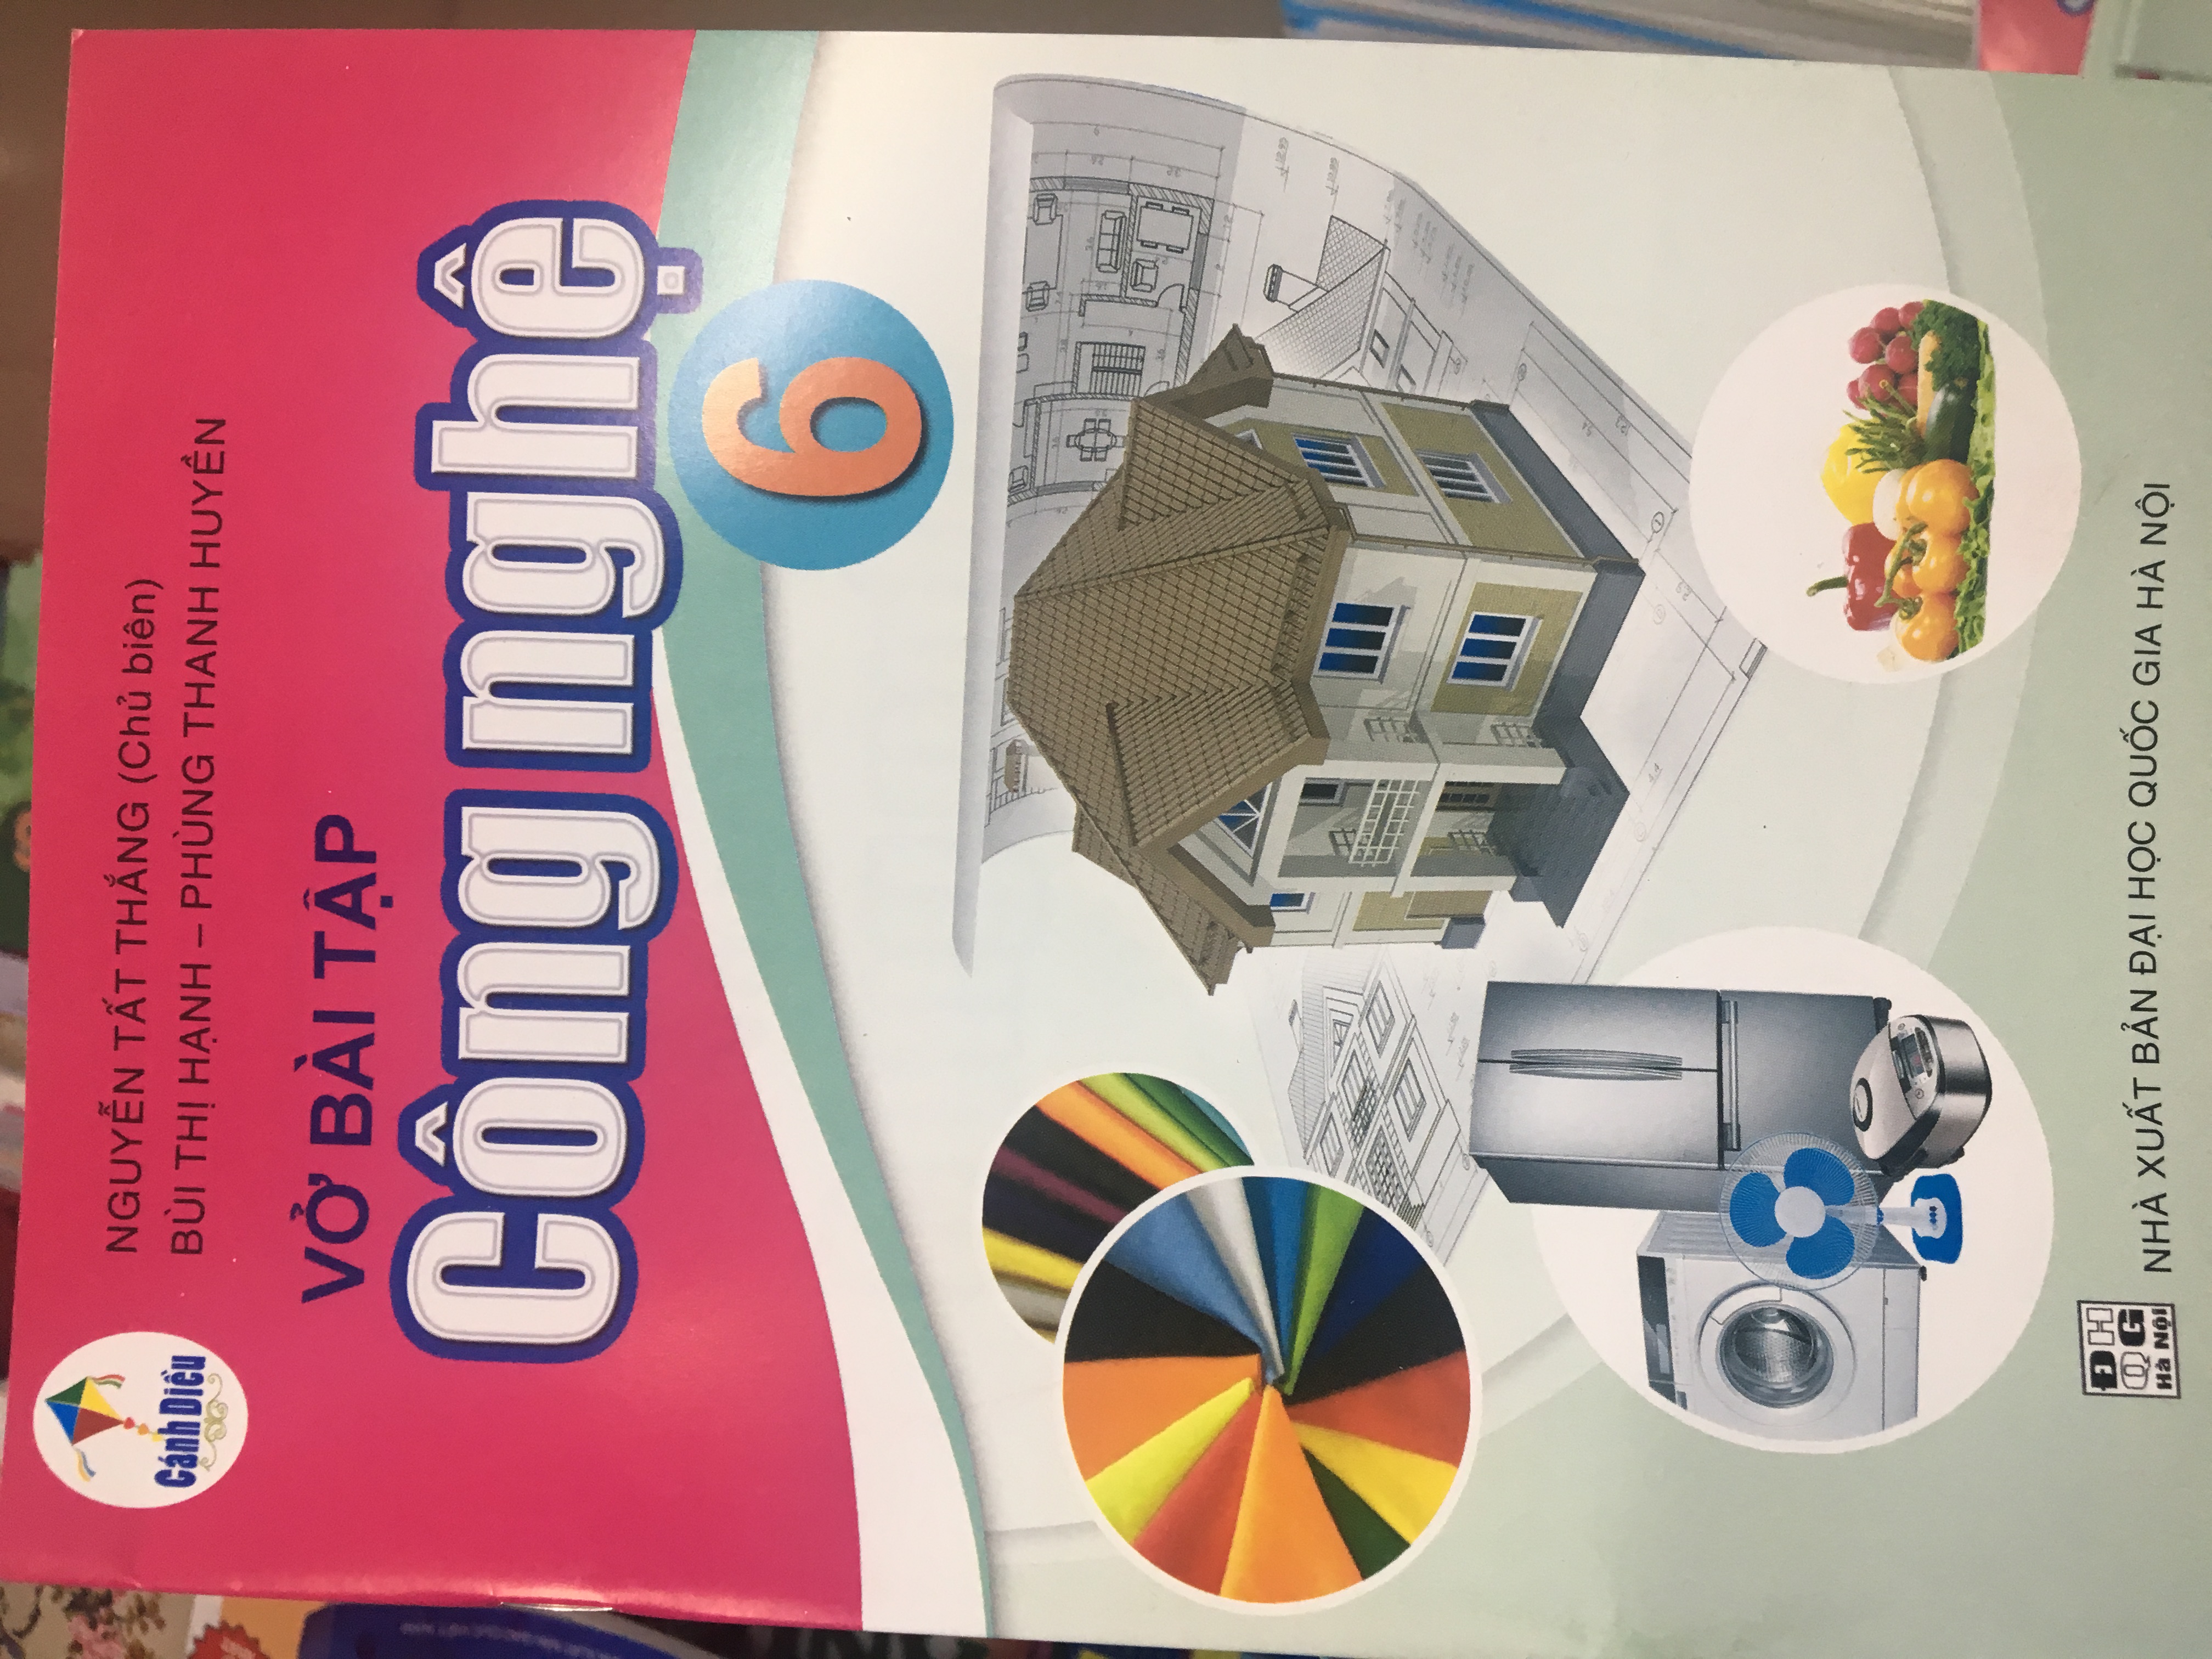 Cánh Diều
NGUYỄN TẤT THẮNG (Chủ biên)
BÙI THỊ HẠNH – PHÙNG THANH HUYỀN
VỞ BÀI TẬP
Công nghệ
6
ĐH
QG
Hà Nội
NHÀ XUẤT BẢN ĐẠI HỌC QUỐC GIA HÀ NỘI